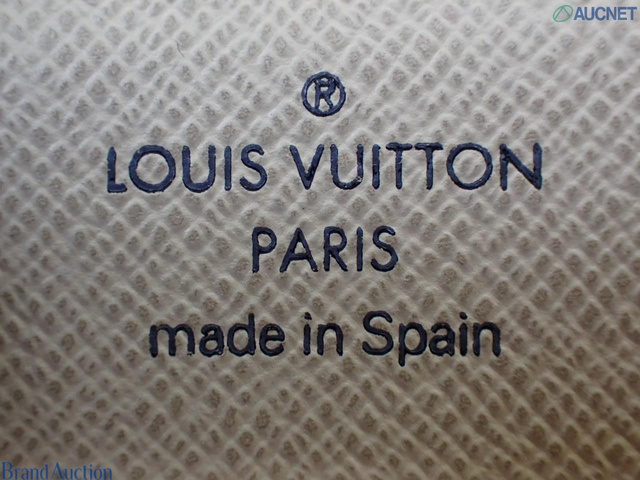 AUCNET
®
LOUIS VUITTON
PARIS
made in Spain
Brand Auction